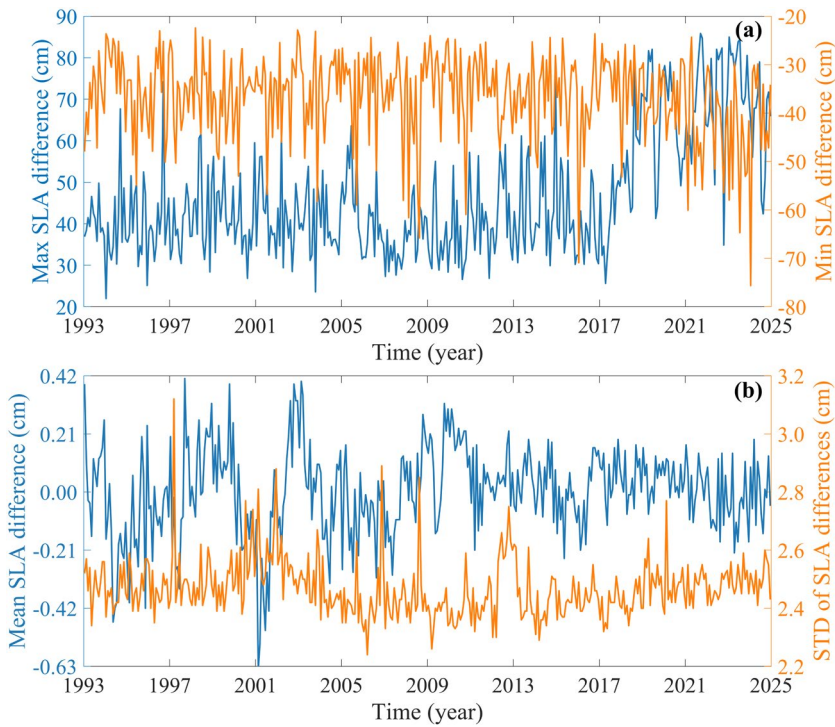 (a)
Max SLA difference (cm)
90
80
70
60
50
40
30
20
-20
-30
-40
-50
-60
-70
-80
Min SLA difference (cm)
1993 1997 2001 2005 2009 2013 2017 2021 2025
Time (year)
(b)
Mean SLA difference (cm)
0.42
0.21
0.00
-0.21
-0.42
-0.63
3.2
3.0
2.8
2.6
2.4
2.2
STD of SLA differences (cm)
1993 1997 2001 2005 2009 2013 2017 2021 2025
Time (year)